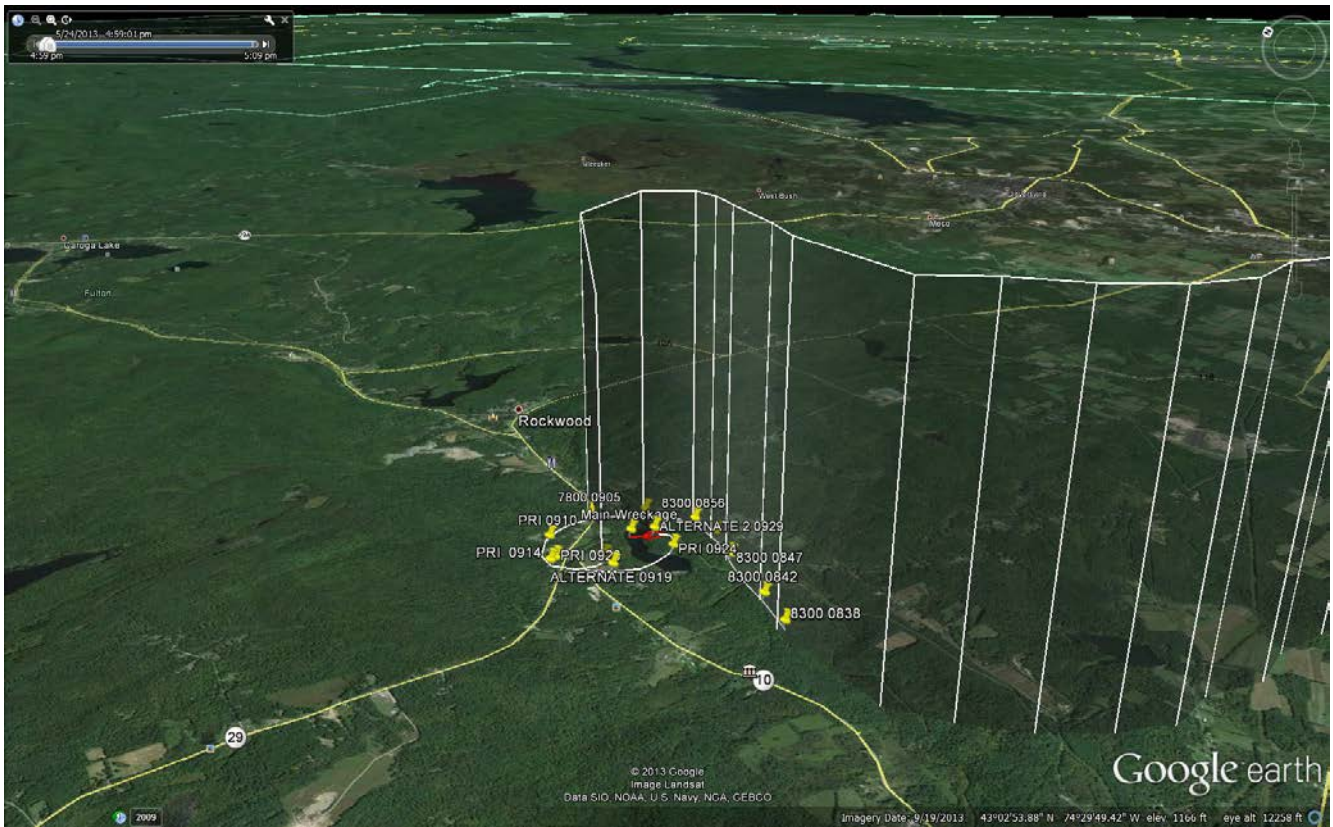 5/24/2013 4:59:01 pm
4:59 pm
5:09 pm
Bleecker
West Bush
Gloversville
Meco
Caroga Lake
29A
Fulton
Rockwood
7800 0905
8300 0856
Main Wreckage
PRI 0910
ALTERNATE 2 0929
PRI 0914
PRI 0924
8300 0847
ALTERNATE 0919
8300 0842
8300 0838
10
29
© 2013 Google
Image Landsat
Data SIO, NOAA, U.S. Navy, NGA, GEBCO
Google earth
2009
Imagery Date: 9/19/2013 43°02'53.88" N 74°29'49.42" W elev 1166 ft eye alt 12258 ft